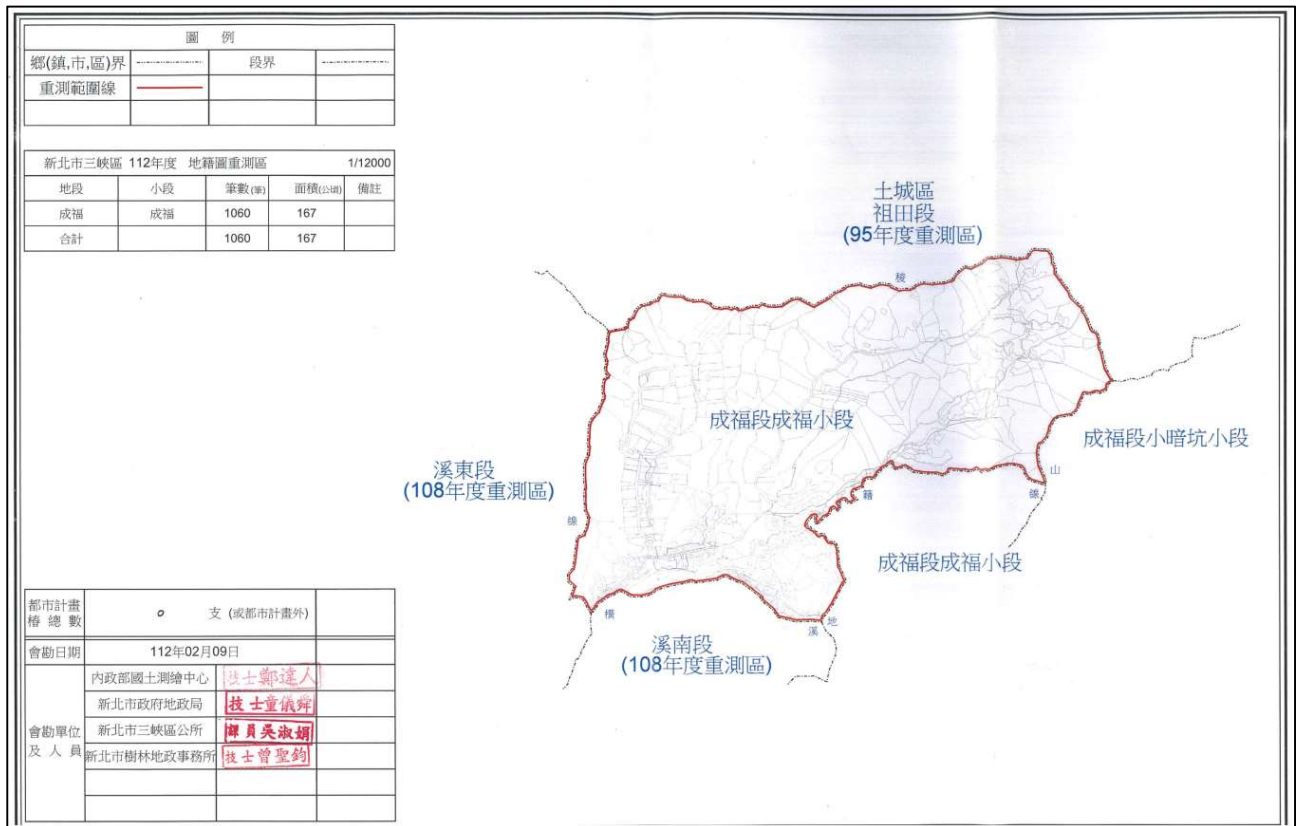 圖 例
鄉(鎮,市,區)界 段界
重測範圍線
新北市三峽區 112年度 地籍圖重測區 1/12000
地段 小段 筆數(筆) 面積(公頃) 備註
成福 成福 1060 167
合計 1060 167
土城區
祖田段
(95年度重測區)
稜
成福段成福小段
成福段小暗坑小段
溪東段
(108年度重測區)
山
線
籍
線
成福段成福小段
橫
溪
地
溪南段
(108年度重測區)
都市計畫
樁總數
0 支 (或都市計畫外)
會勘日期 112年02月09日
會勘單位
及人員
內政部國土測繪中心 技士鄭達人
新北市政府地政局 技士童儀舜
新北市三峽區公所 課員吳淑娟
新北市樹林地政事務所 技士曾聖鈞